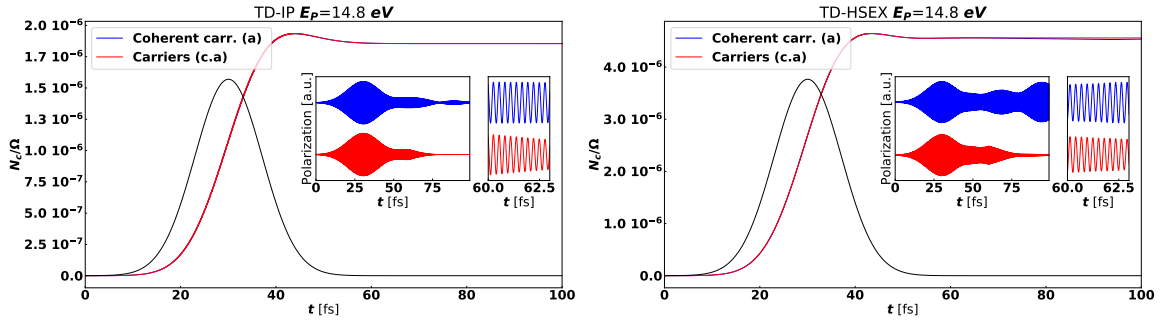 TD-IP E_P=14.8 eV
Coherent carr. (a)
Carriers (c.a)
N_c/Ω
2.0 10⁻⁶
1.8 10⁻⁶
1.5 10⁻⁶
1.3 10⁻⁶
1.0 10⁻⁶
7.5 10⁻⁷
5.0 10⁻⁷
2.5 10⁻⁷
0.0
0 20 40 60 80 100
t [fs]
Polarization [a.u.]
0 25 50 75
t [fs]
60.0 62.5
t [fs]
TD-HSEX E_P=14.8 eV
Coherent carr. (a)
Carriers (c.a)
N_c/Ω
4.0 10⁻⁶
3.0 10⁻⁶
2.0 10⁻⁶
1.0 10⁻⁶
0.0
0 20 40 60 80 100
t [fs]
Polarization [a.u.]
0 25 50 75
t [fs]
60.0 62.5
t [fs]